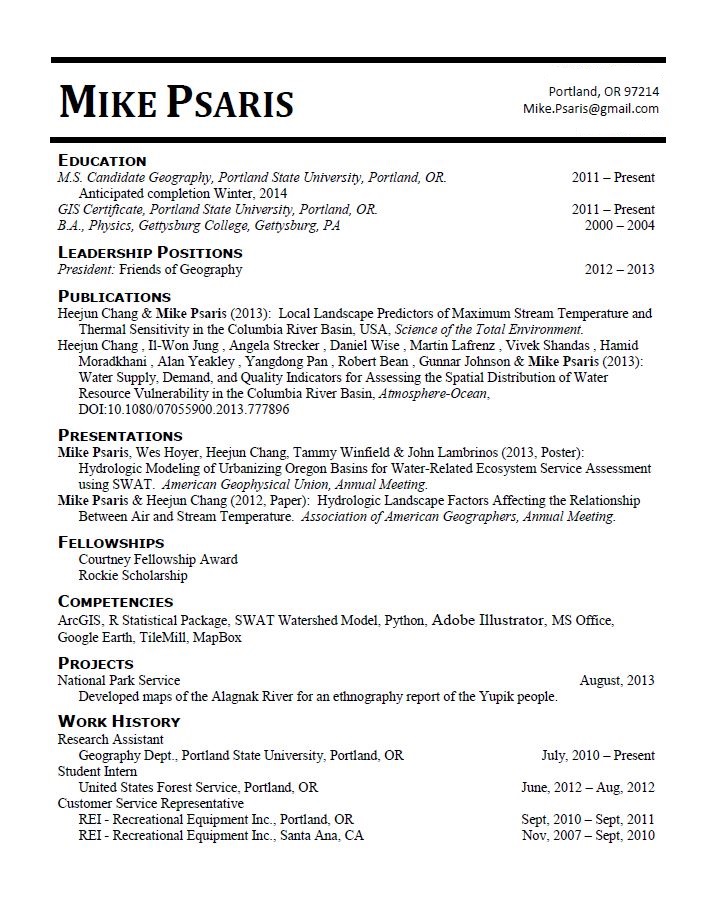 MIKE PSARIS
Portland, OR 97214
Mike.Psaris@gmail.com
EDUCATION
M.S. Candidate Geography, Portland State University, Portland, OR. 2011 – Present
Anticipated completion Winter, 2014
GIS Certificate, Portland State University, Portland, OR. 2011 – Present
B.A., Physics, Gettysburg College, Gettysburg, PA 2000 – 2004
LEADERSHIP POSITIONS
President: Friends of Geography 2012 – 2013
PUBLICATIONS
Heejun Chang & Mike Psaris (2013): Local Landscape Predictors of Maximum Stream Temperature and
Thermal Sensitivity in the Columbia River Basin, USA, Science of the Total Environment.
Heejun Chang , Il-Won Jung , Angela Strecker , Daniel Wise , Martin Lafrenz , Vivek Shandas , Hamid
Moradkhani , Alan Yeakley , Yangdong Pan , Robert Bean , Gunnar Johnson & Mike Psaris (2013):
Water Supply, Demand, and Quality Indicators for Assessing the Spatial Distribution of Water
Resource Vulnerability in the Columbia River Basin, Atmosphere-Ocean,
DOI:10.1080/07055900.2013.777896
PRESENTATIONS
Mike Psaris, Wes Hoyer, Heejun Chang, Tammy Winfield & John Lambrinos (2013, Poster):
Hydrologic Modeling of Urbanizing Oregon Basins for Water-Related Ecosystem Service Assessment
using SWAT. American Geophysical Union, Annual Meeting.
Mike Psaris & Heejun Chang (2012, Paper): Hydrologic Landscape Factors Affecting the Relationship
Between Air and Stream Temperature. Association of American Geographers, Annual Meeting.
FELLOWSHIPS
Courtney Fellowship Award
Rockie Scholarship
COMPETENCIES
ArcGIS, R Statistical Package, SWAT Watershed Model, Python, Adobe Illustrator, MS Office,
Google Earth, TileMill, MapBox
PROJECTS
National Park Service August, 2013
Developed maps of the Alagnak River for an ethnography report of the Yupik people.
WORK HISTORY
Research Assistant
Geography Dept., Portland State University, Portland, OR July, 2010 – Present
Student Intern
United States Forest Service, Portland, OR June, 2012 – Aug, 2012
Customer Service Representative
REI - Recreational Equipment Inc., Portland, OR Sept, 2010 – Sept, 2011
REI - Recreational Equipment Inc., Santa Ana, CA Nov, 2007 – Sept, 2010